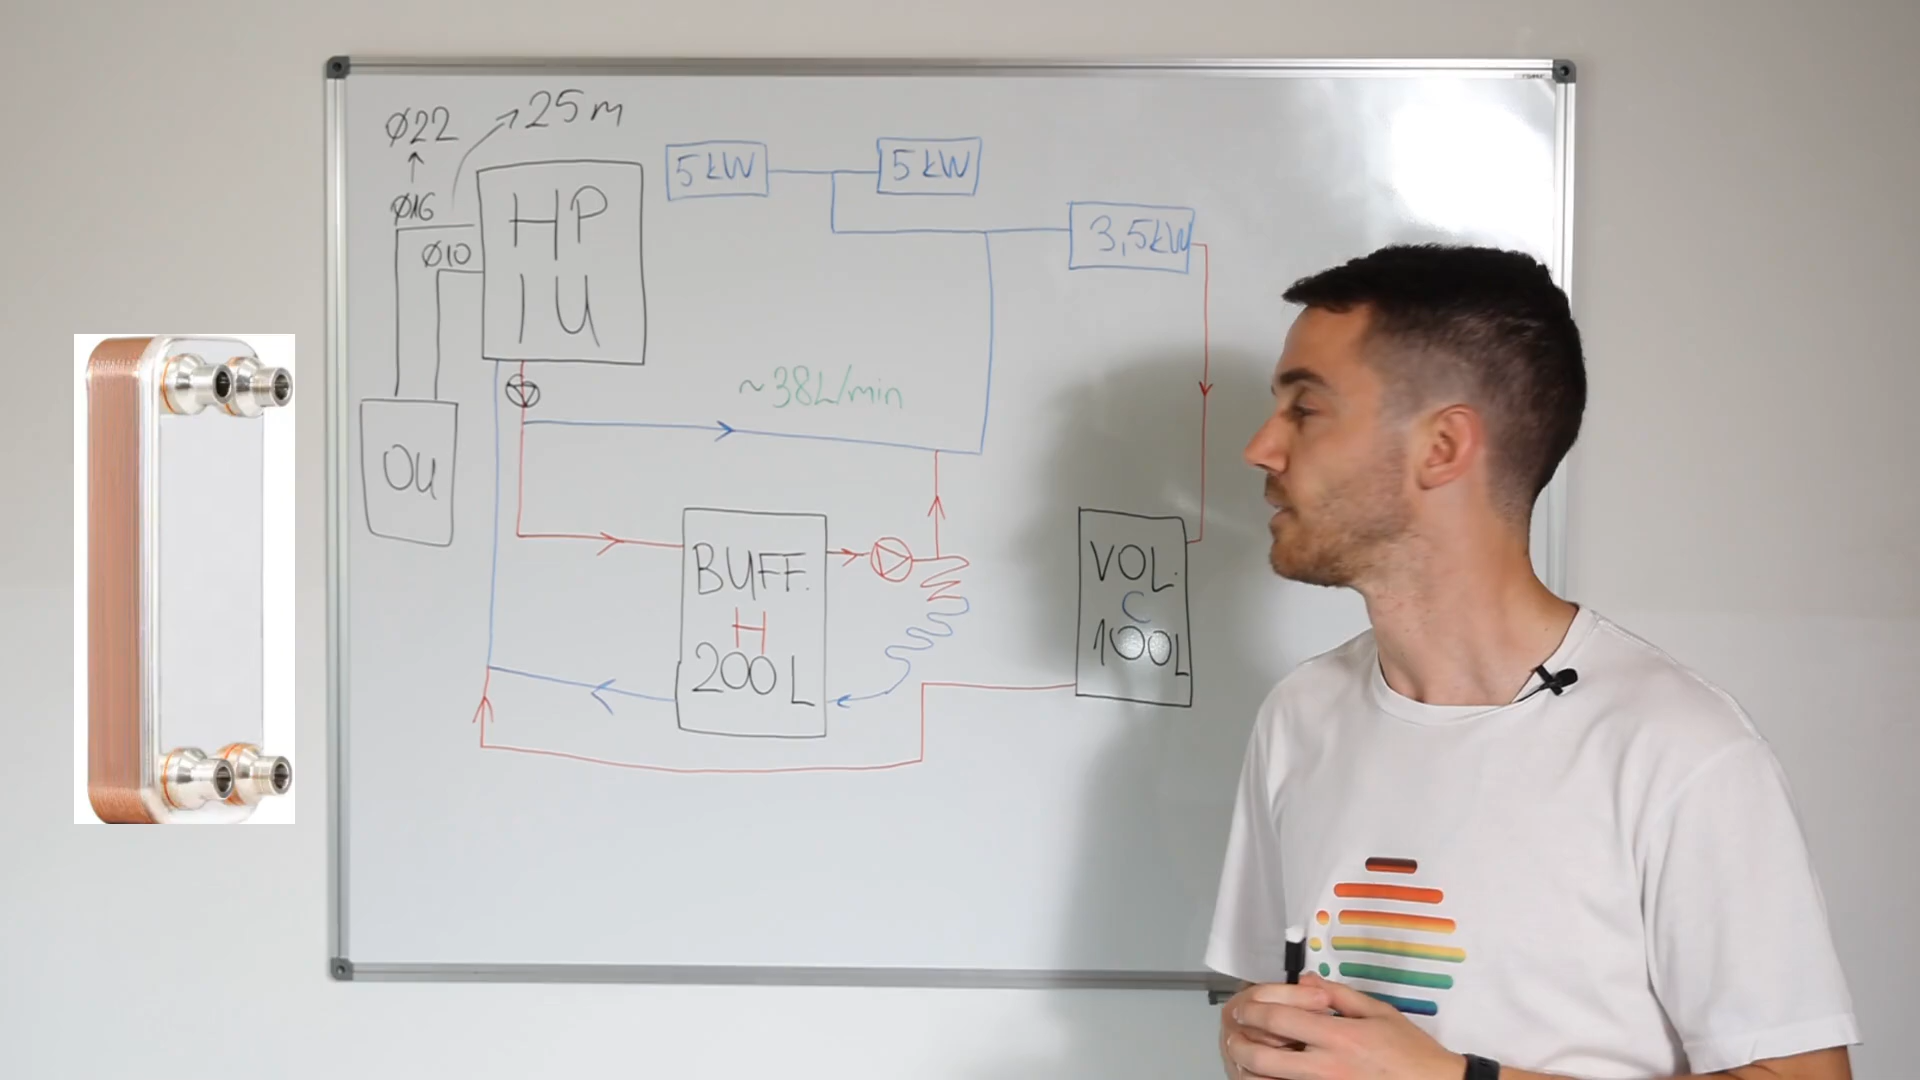 Ø22
25m
Ø16
Ø10
HP
IU
5kW
5kW
3,5kW
~38L/min
OU
BUFF.
H
200L
VOL.
C
100L